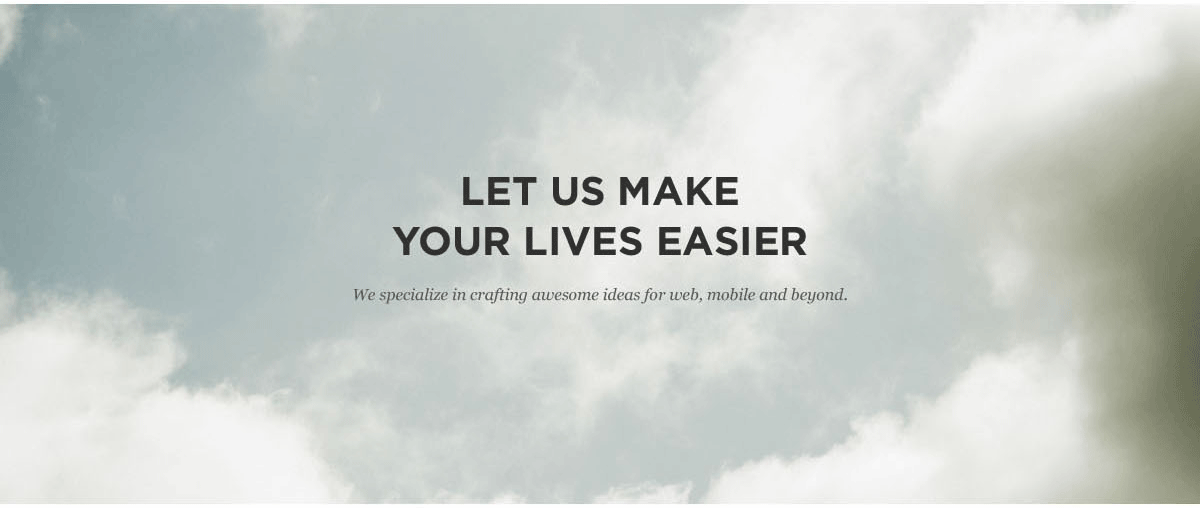 LET US MAKE
YOUR LIVES EASIER
We specialize in crafting awesome ideas for web, mobile and beyond.